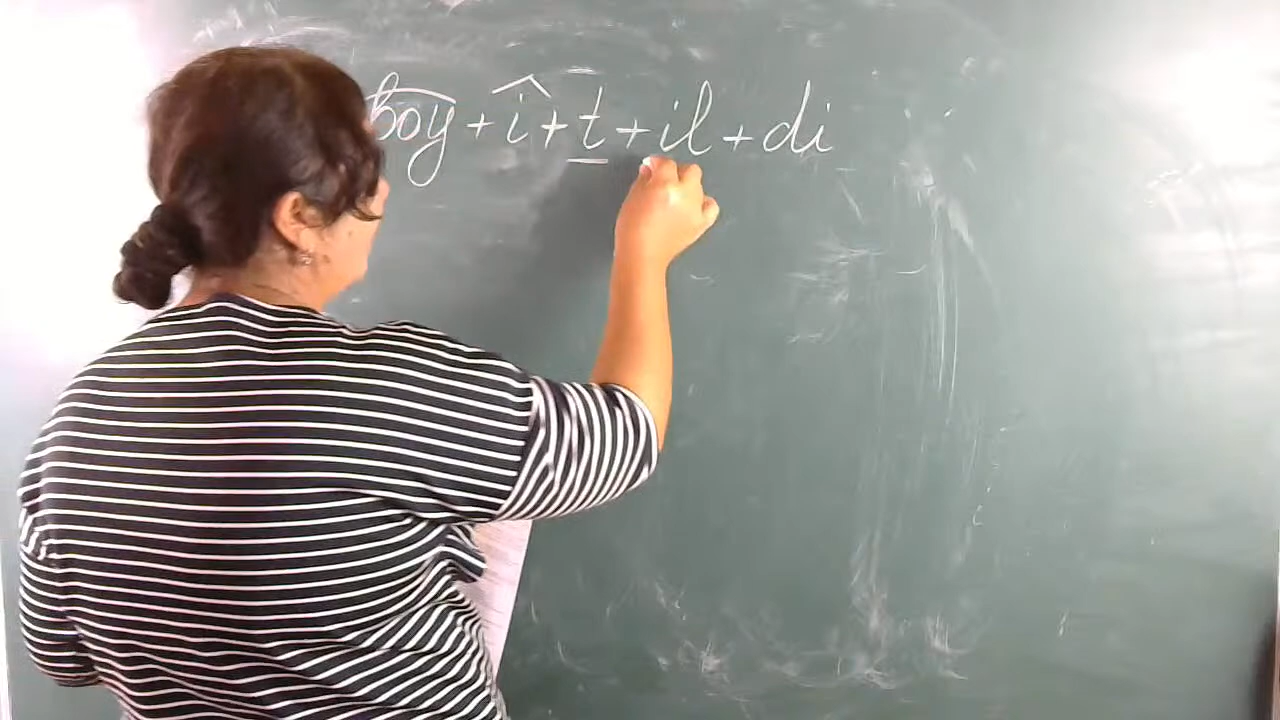 boy + i + t + il + di